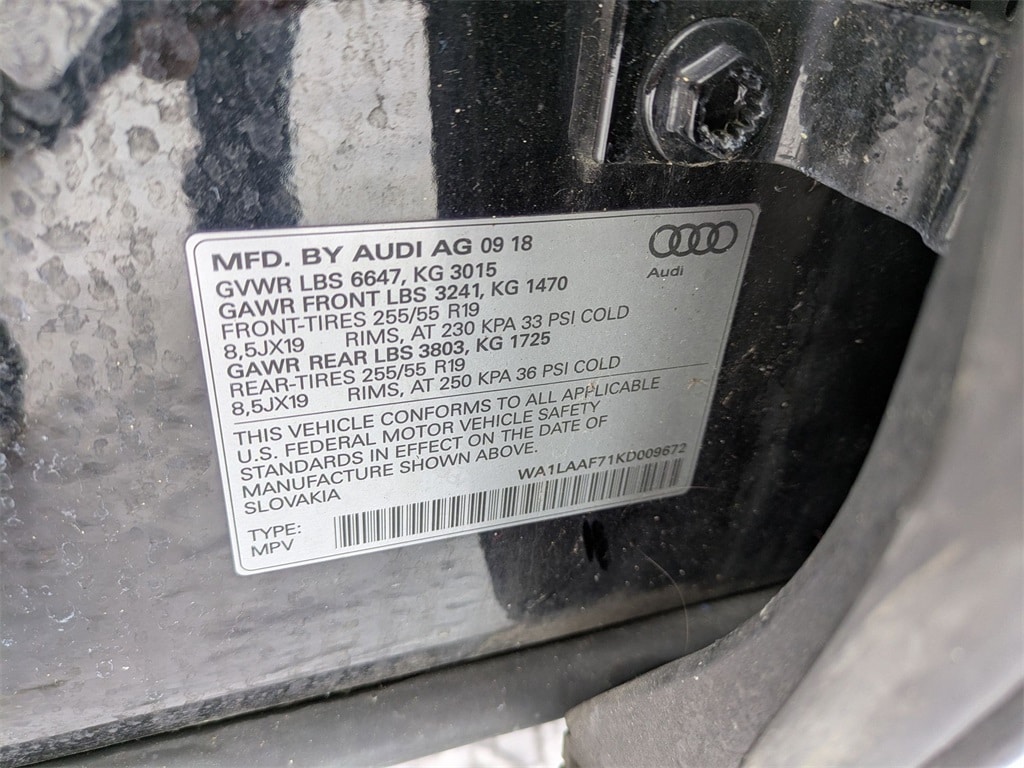 MFD. BY AUDI AG 09 18
Audi
GVWR LBS 6647, KG 3015
GAWR FRONT LBS 3241, KG 1470
FRONT-TIRES 255/55 R19
8,5JX19 RIMS, AT 230 KPA 33 PSI COLD
GAWR REAR LBS 3803, KG 1725
REAR-TIRES 255/55 R19
8,5JX19 RIMS, AT 250 KPA 36 PSI COLD
THIS VEHICLE CONFORMS TO ALL APPLICABLE
U.S. FEDERAL MOTOR VEHICLE SAFETY
STANDARDS IN EFFECT ON THE DATE OF
MANUFACTURE SHOWN ABOVE.
SLOVAKIA
WA1LAAF71KD009672
TYPE:
MPV